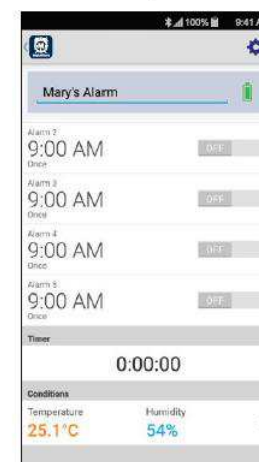 100% 9:41 A
Mary's Alarm
Alarm 2
9:00 AM OFF
Once
Alarm 3
9:00 AM OFF
Once
Alarm 4
9:00 AM OFF
Once
Alarm 5
9:00 AM OFF
Once
Timer
0:00:00
Conditions
Temperature Humidity
25.1°C 54%